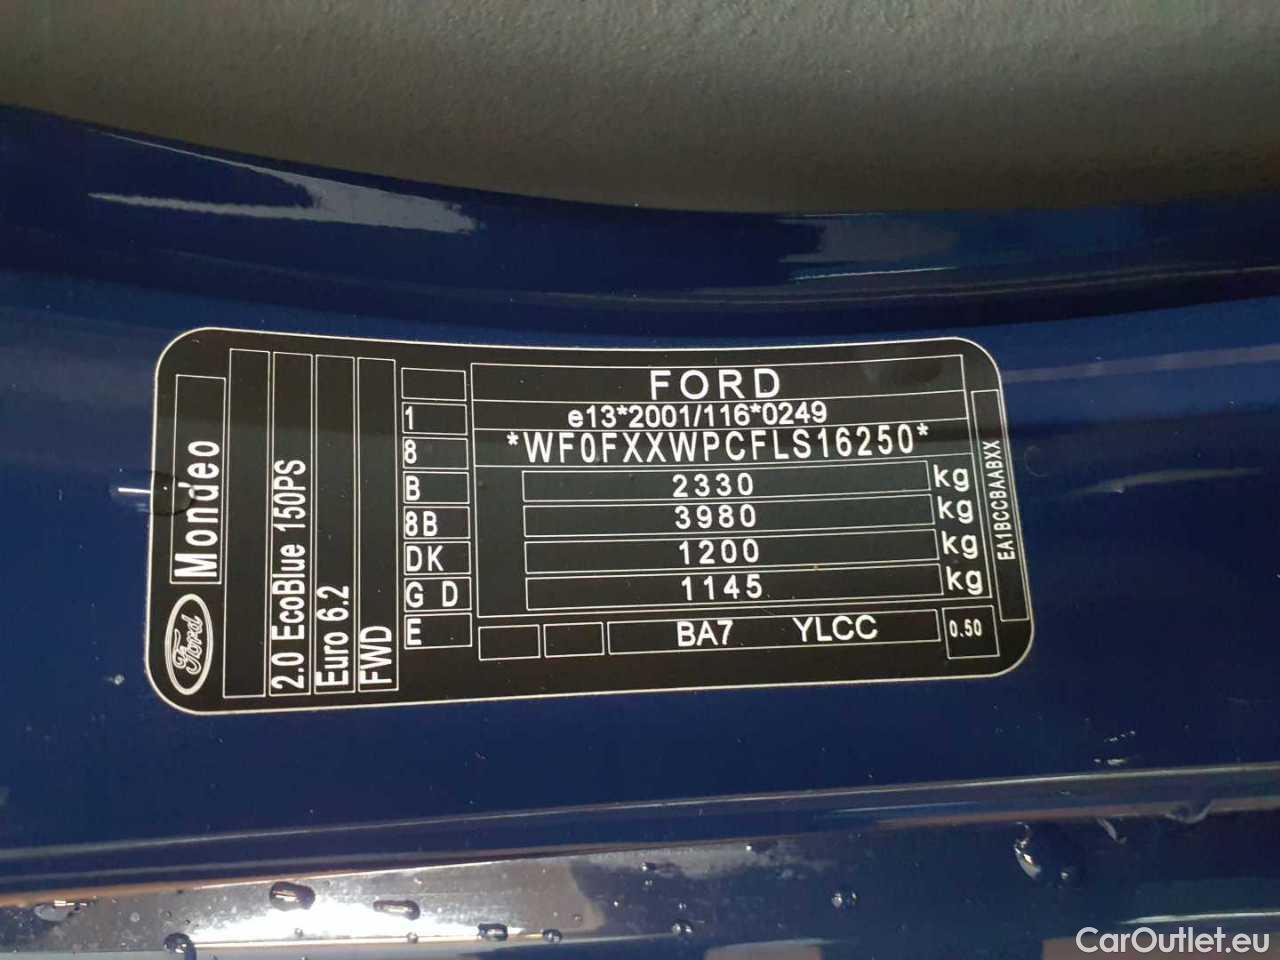 FORD
1 e13*2001/116*0249
8 *WF0FXXWPCFLS16250*
B 2330 kg
8B 3980 kg
DK 1200 kg
G D 1145 kg
E BA7 YLCC 0.50
Ford Mondeo
2.0 EcoBlue 150PS
Euro 6.2
FWD
EA1BCCBAABXX
CarOutlet.eu